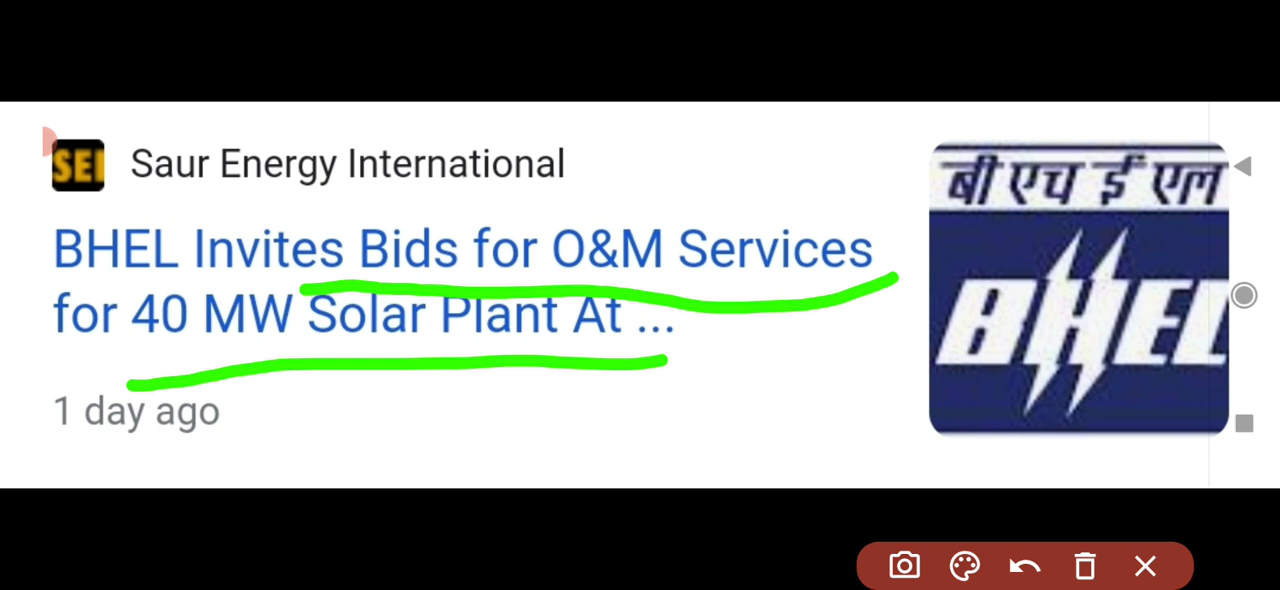 SEI
Saur Energy International
BHEL Invites Bids for O&M Services
for 40 MW Solar Plant At ...
1 day ago
बी एच ई एल
BHEL